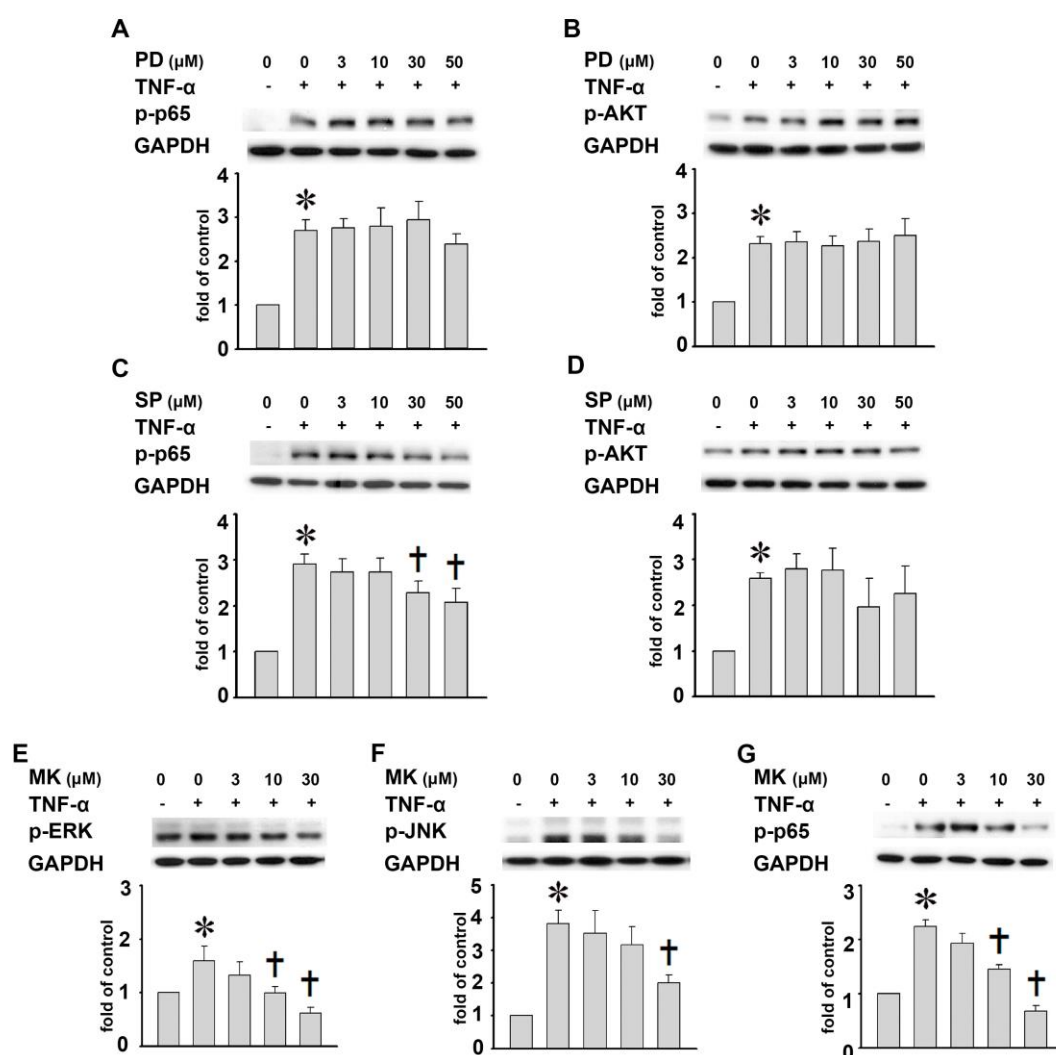 A
PD (µM) 0 0 3 10 30 50
TNF-α - + + + + +
p-p65
GAPDH
fold of control
4
3
2
1
0
*
B
PD (µM) 0 0 3 10 30 50
TNF-α - + + + + +
p-AKT
GAPDH
fold of control
4
3
2
1
0
*
C
SP (µM) 0 0 3 10 30 50
TNF-α - + + + + +
p-p65
GAPDH
fold of control
4
3
2
1
0
* † †
D
SP (µM) 0 0 3 10 30 50
TNF-α - + + + + +
p-AKT
GAPDH
fold of control
4
3
2
1
0
*
E
MK (µM) 0 0 3 10 30
TNF-α - + + + +
p-ERK
GAPDH
fold of control
3
2
1
0
* † †
F
MK (µM) 0 0 3 10 30
TNF-α - + + + +
p-JNK
GAPDH
fold of control
5
4
3
2
1
0
* †
G
MK (µM) 0 0 3 10 30
TNF-α - + + + +
p-p65
GAPDH
fold of control
3
2
1
0
* † †